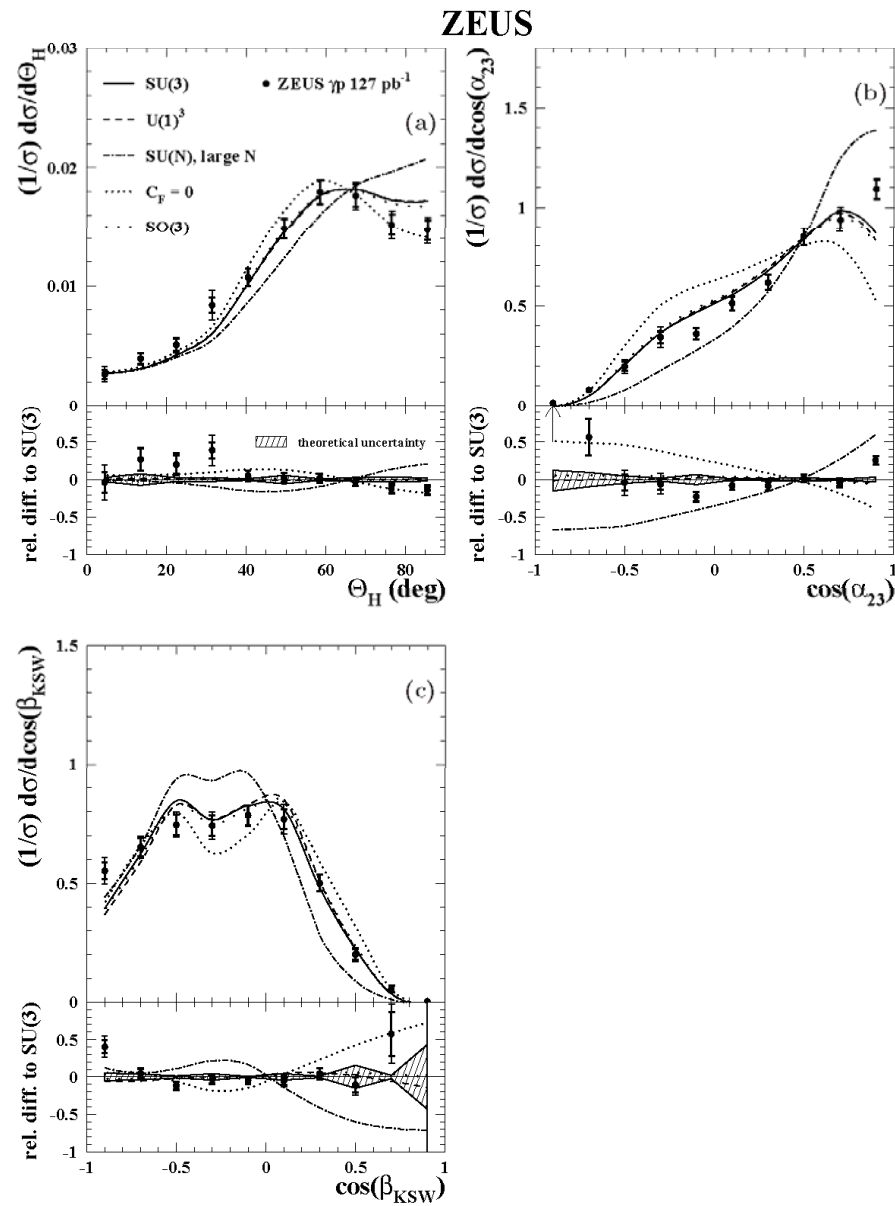 ZEUS
(1/σ) dσ/dΘ_H
0.03
0.02
0.01
0
SU(3)
U(1)³
SU(N), large N
C_F = 0
SO(3)
ZEUS γp 127 pb⁻¹
(a)
rel. diff. to SU(3)
0.5
0
-0.5
-1
theoretical uncertainty
0 20 40 60 80
Θ_H (deg)
(1/σ) dσ/dcos(α₂₃)
1.5
1
0.5
0
(b)
rel. diff. to SU(3)
0.5
0
-0.5
-1
-1 -0.5 0 0.5 1
cos(α₂₃)
(1/σ) dσ/dcos(β_KSW)
1.5
1
0.5
0
(c)
rel. diff. to SU(3)
0.5
0
-0.5
-1
-1 -0.5 0 0.5 1
cos(β_KSW)